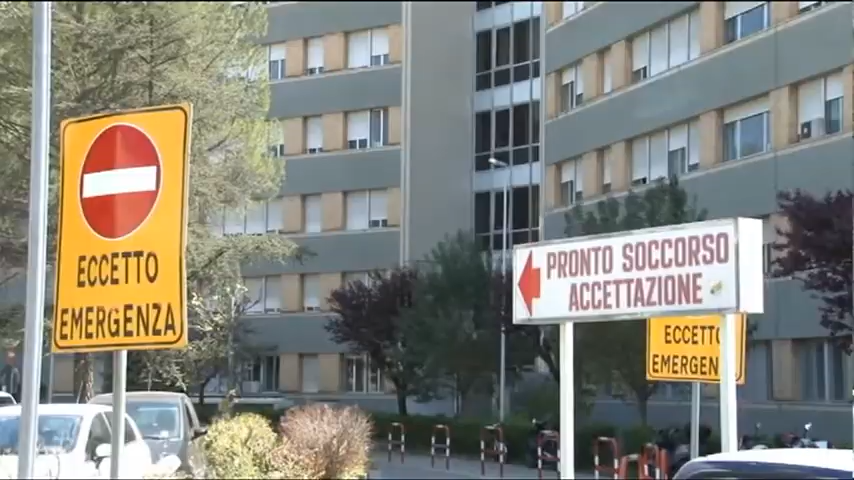 ECCETTO
EMERGENZA
PRONTO SOCCORSO
ACCETTAZIONE
ECCETTO